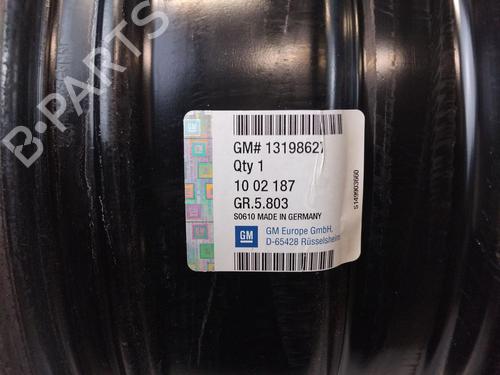 B-PARTS
GM# 13198627
Qty 1
10 02 187
GR.5.803
S0610 MADE IN GERMANY
GM
GM Europe GmbH,
D-65428 Rüsselsheim